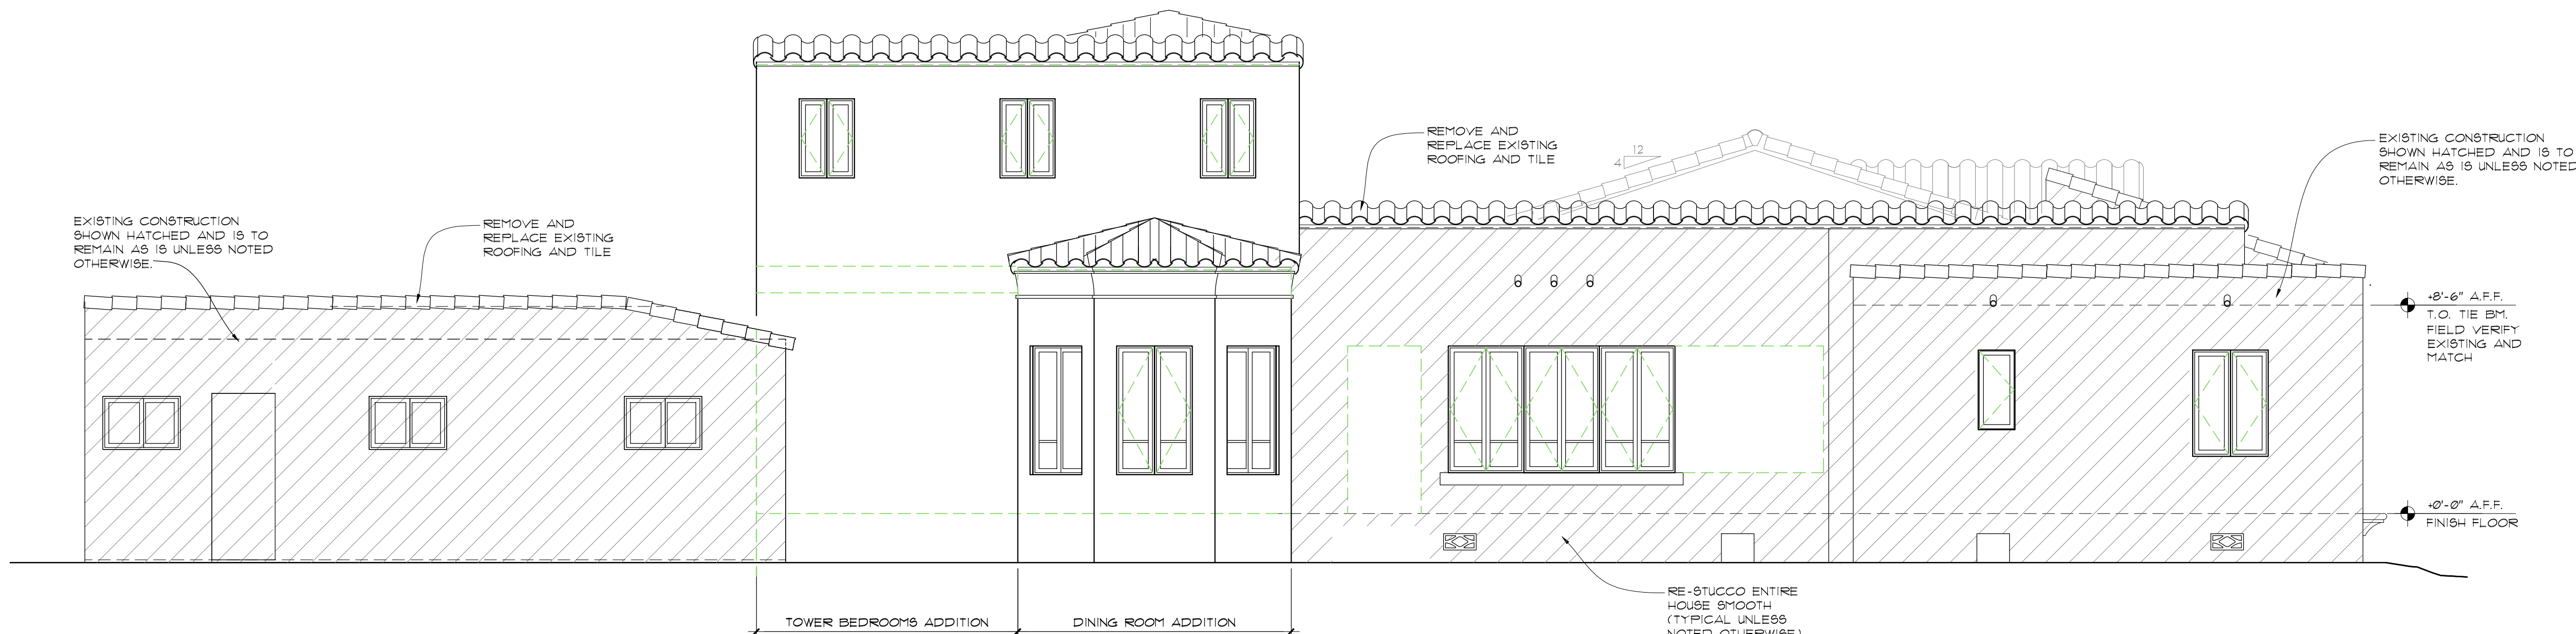 REMOVE AND
REPLACE EXISTING
ROOFING AND TILE
12
4
EXISTING CONSTRUCTION
SHOWN HATCHED AND IS TO
REMAIN AS IS UNLESS NOTED
OTHERWISE.
EXISTING CONSTRUCTION
SHOWN HATCHED AND IS TO
REMAIN AS IS UNLESS NOTED
OTHERWISE.
REMOVE AND
REPLACE EXISTING
ROOFING AND TILE
+8'-6" A.F.F.
T.O. TIE BM.
FIELD VERIFY
EXISTING AND
MATCH
+0'-0" A.F.F.
FINISH FLOOR
RE-STUCCO ENTIRE
HOUSE SMOOTH
(TYPICAL UNLESS
NOTED OTHERWISE)
TOWER BEDROOMS ADDITION
DINING ROOM ADDITION